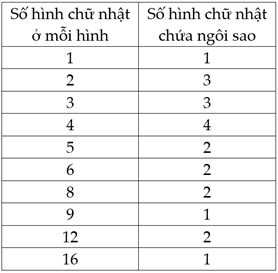 Số hình chữ nhật ở mỗi hình | Số hình chữ nhật chứa ngôi sao
1 | 1
2 | 3
3 | 3
4 | 4
5 | 2
6 | 2
8 | 2
9 | 1
12 | 2
16 | 1